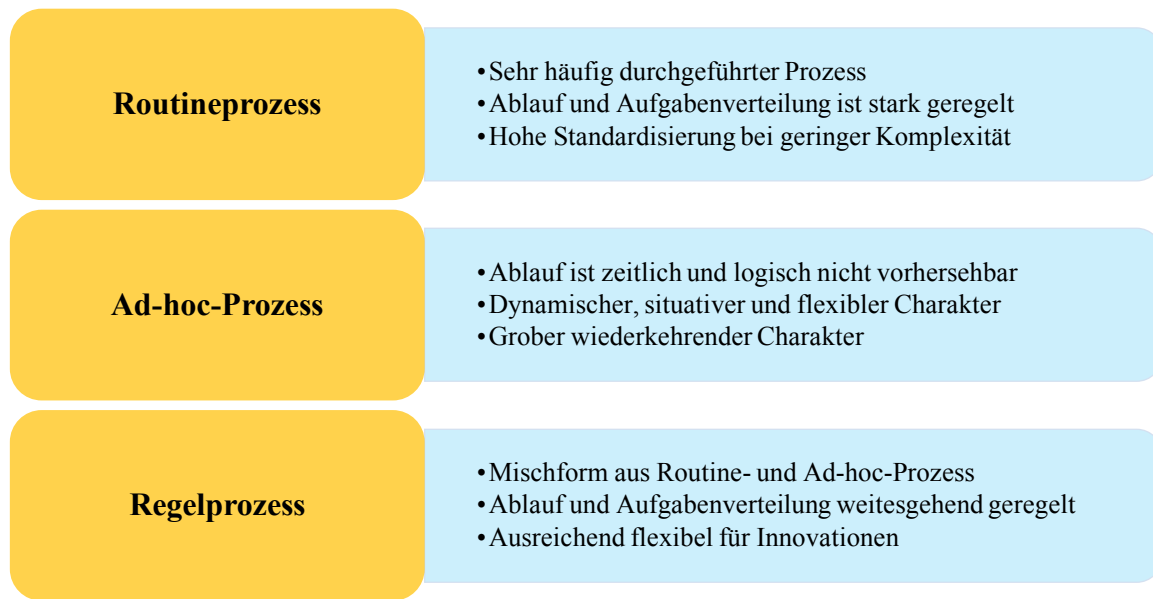 Routineprozess
•Sehr häufig durchgeführter Prozess
•Ablauf und Aufgabenverteilung ist stark geregelt
•Hohe Standardisierung bei geringer Komplexität
Ad-hoc-Prozess
•Ablauf ist zeitlich und logisch nicht vorhersehbar
•Dynamischer, situativer und flexibler Charakter
•Grober wiederkehrender Charakter
Regelprozess
•Mischform aus Routine- und Ad-hoc-Prozess
•Ablauf und Aufgabenverteilung weitesgehend geregelt
•Ausreichend flexibel für Innovationen